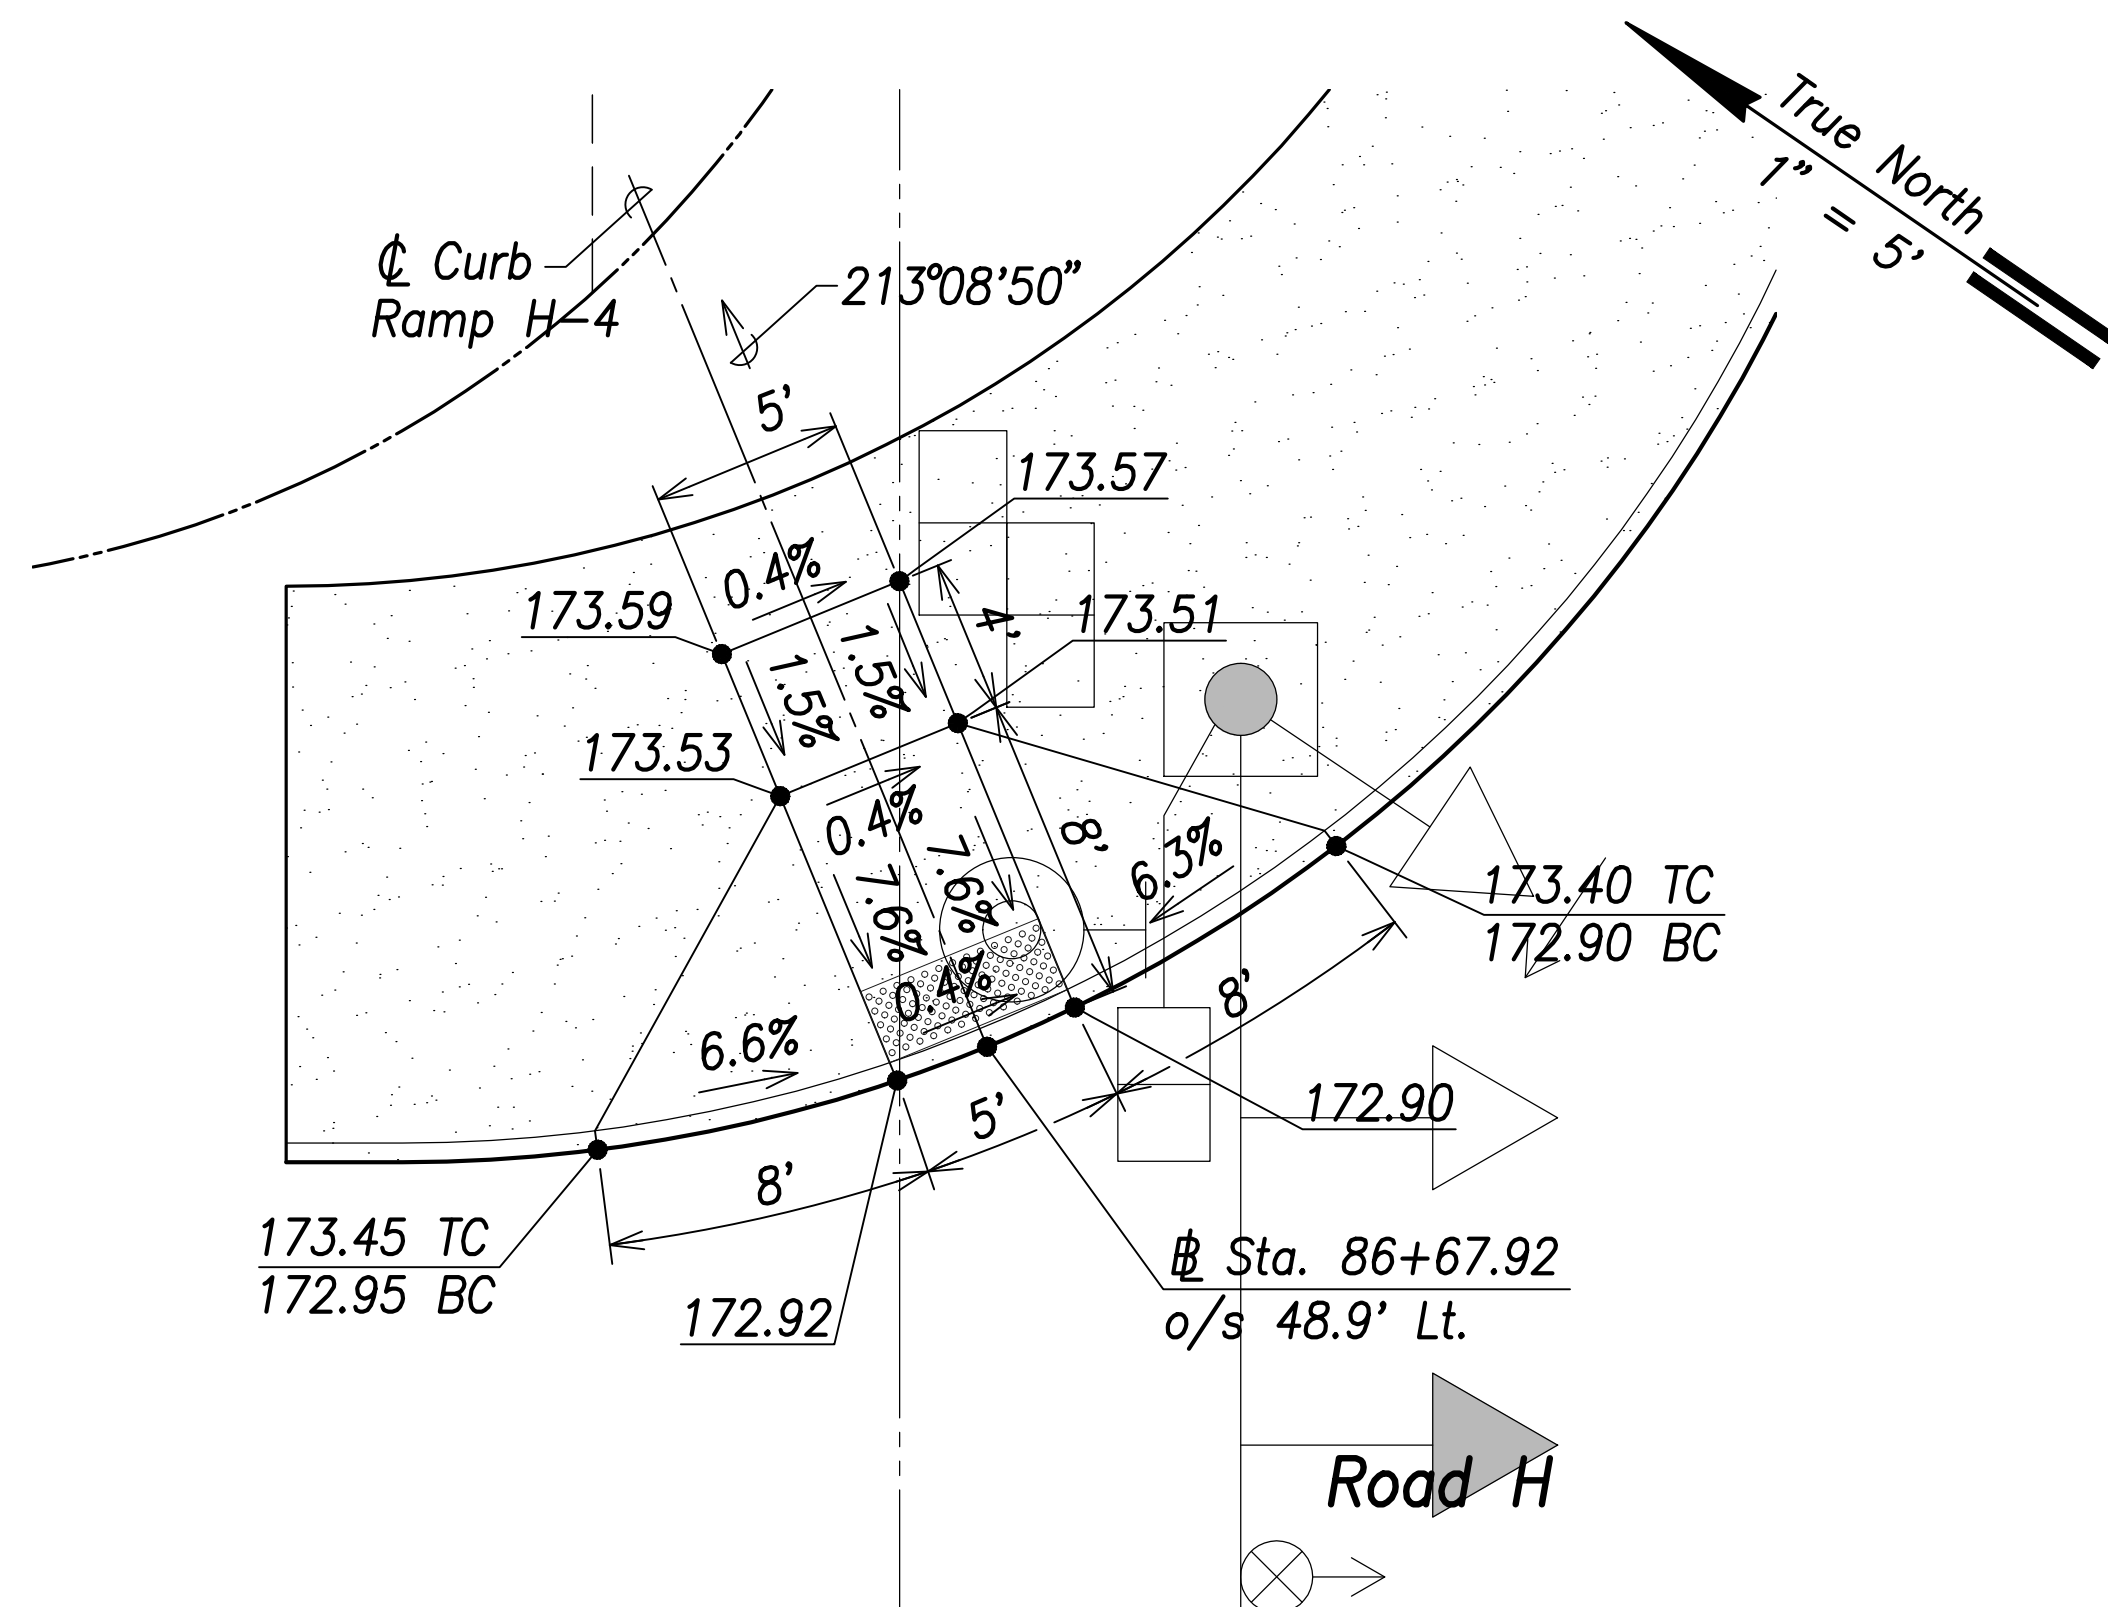 True North
1” = 5’
℄ Curb
Ramp H-4
213°08’50”
5’
173.57
0.4%
173.59
4’
173.51
1.5%
1.5%
173.53
0.4%
8’
7.6%
7.6%
6.3%
173.40 TC
172.90 BC
0.4%
8’
6.6%
5’
172.90
8’
173.45 TC
172.95 BC
172.92
BL Sta. 86+67.92
o/s 48.9’ Lt.
Road H